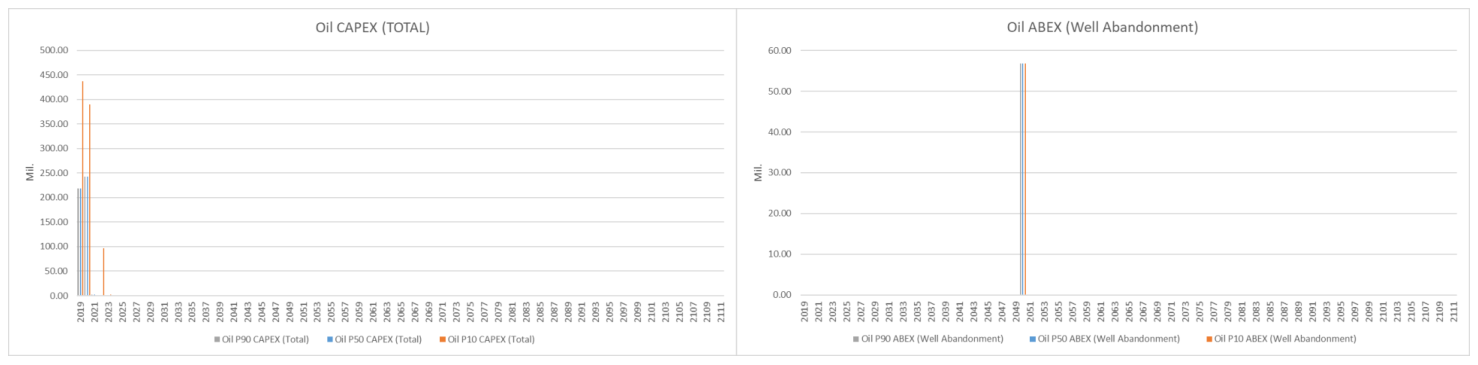 Oil CAPEX (TOTAL)
500.00
450.00
400.00
350.00
300.00
250.00
200.00
150.00
100.00
50.00
0.00
Mil.
2019 2021 2023 2025 2027 2029 2031 2033 2035 2037 2039 2041 2043 2045 2047 2049 2051 2053 2055 2057 2059 2061 2063 2065 2067 2069 2071 2073 2075 2077 2079 2081 2083 2085 2087 2089 2091 2093 2095 2097 2099 2101 2103 2105 2107 2109 2111
Oil P90 CAPEX (Total) Oil P50 CAPEX (Total) Oil P10 CAPEX (Total)
Oil ABEX (Well Abandonment)
60.00
50.00
40.00
30.00
20.00
10.00
0.00
Mil.
2019 2021 2023 2025 2027 2029 2031 2033 2035 2037 2039 2041 2043 2045 2047 2049 2051 2053 2055 2057 2059 2061 2063 2065 2067 2069 2071 2073 2075 2077 2079 2081 2083 2085 2087 2089 2091 2093 2095 2097 2099 2101 2103 2105 2107 2109 2111
Oil P90 ABEX (Well Abandonment) Oil P50 ABEX (Well Abandonment) Oil P10 ABEX (Well Abandonment)